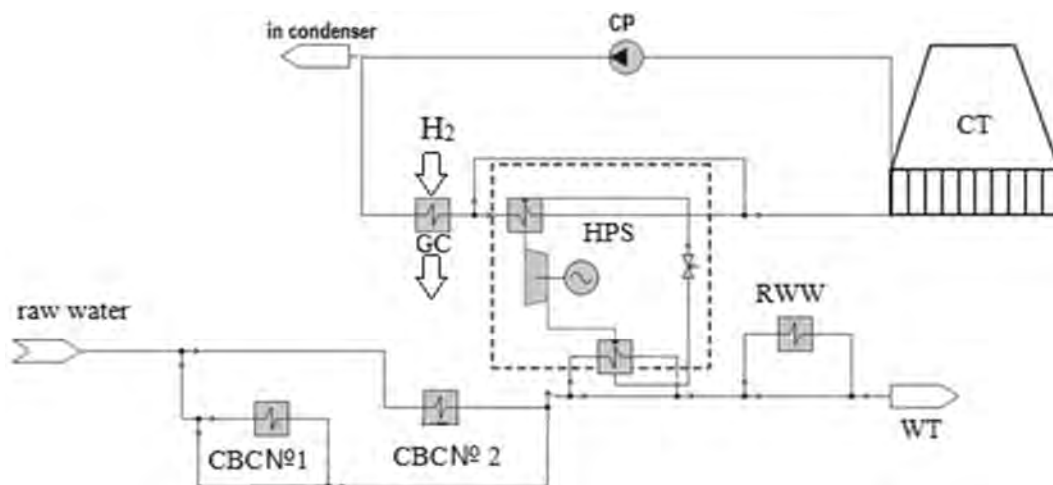 in condenser
CP
CT
H2
GC
HPS
RWW
raw water
CBC№1
CBC№ 2
WT